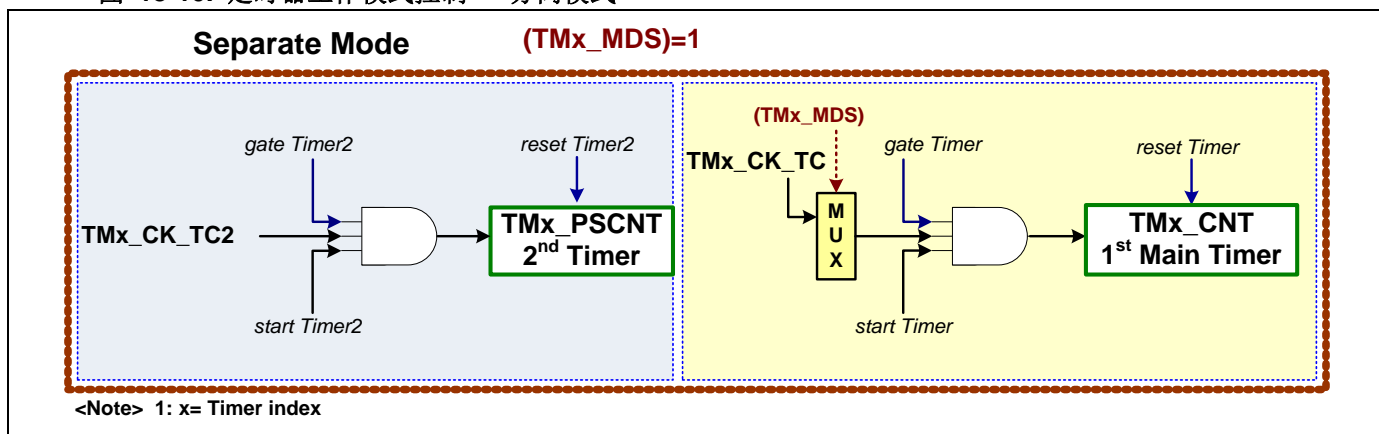 Separate Mode (TMx_MDS)=1
(TMx_MDS)
gate Timer2
reset Timer2
TMx_CK_TC2
TMx_PSCNT
2nd Timer
start Timer2
TMx_CK_TC
gate Timer
reset Timer
M
U
X
TMx_CNT
1st Main Timer
start Timer
<Note> 1: x= Timer index